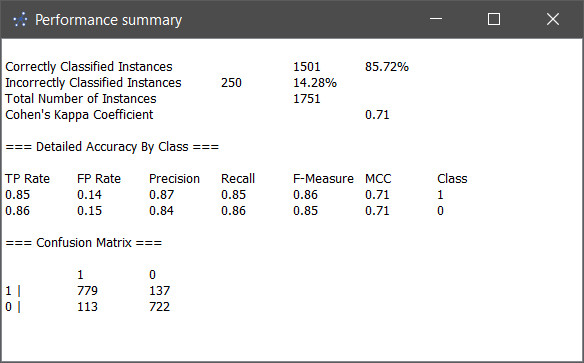 Performance summary
Correctly Classified Instances 1501 85.72%
Incorrectly Classified Instances 250 14.28%
Total Number of Instances 1751
Cohen's Kappa Coefficient 0.71
=== Detailed Accuracy By Class ===
TP Rate FP Rate Precision Recall F-Measure MCC Class
0.85 0.14 0.87 0.85 0.86 0.71 1
0.86 0.15 0.84 0.86 0.85 0.71 0
=== Confusion Matrix ===
1 0
1 | 779 137
0 | 113 722